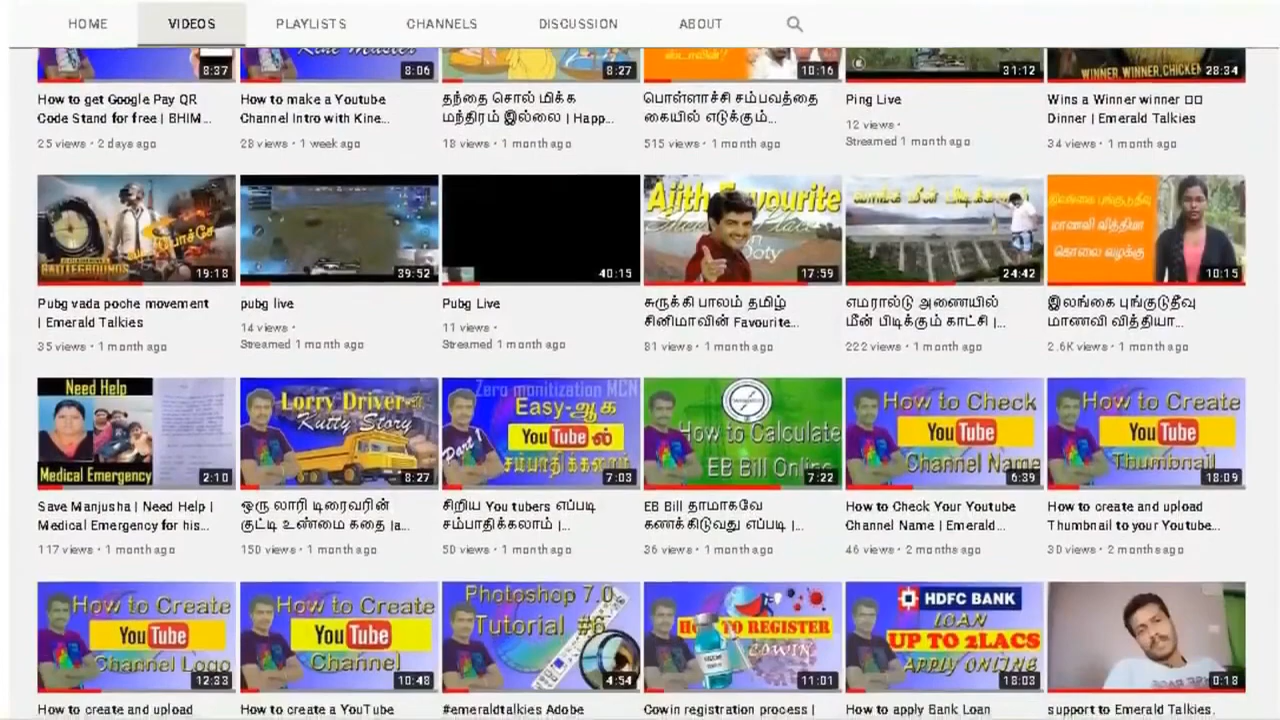 HOME VIDEOS PLAYLISTS CHANNELS DISCUSSION ABOUT
8:37 8:06 8:27 10:16 31:12 WINNER WINNER CHICKEN 28:34
How to get Google Pay QR
Code Stand for free | BHIM...
25 views · 2 days ago
How to make a Youtube
Channel Intro with Kine...
28 views · 1 week ago
தந்தை சொல் மிக்க
மந்திரம் இல்லை | Happ...
18 views · 1 month ago
பொள்ளாச்சி சம்பவத்தை
கையில் எடுக்கும்...
515 views · 1 month ago
Ping Live
12 views ·
Streamed 1 month ago
Wins a Winner winner
Dinner | Emerald Talkies
34 views · 1 month ago
BATTLEGROUNDS
19:18
Pubg vada poche movement
| Emerald Talkies
35 views · 1 month ago
39:52
pubg live
14 views ·
Streamed 1 month ago
40:15
Pubg Live
11 views ·
Streamed 1 month ago
Ajith Favourite
Place
Ooty
17:59
சுருக்கி பாலம் தமிழ்
சினிமாவின் Favourite...
81 views · 1 month ago
வாங்க மீன் பிடிக்கலாம்
24:42
எமரால்டு அணையில்
மீன் பிடிக்கும் காட்சி |...
222 views · 1 month ago
இலங்கை புங்குடுதீவு
மாணவி வித்தியா
கொலை வழக்கு
10:15
இலங்கை புங்குடுதீவு
மாணவி வித்தியா...
2.6K views · 1 month ago
Need Help
Medical Emergency
2:10
Save Manjusha | Need Help |
Medical Emergency for his...
117 views · 1 month ago
Lorry Driver-ன்
Kutty Story
8:27
ஒரு லாரி டிரைவரின்
குட்டி உண்மை கதை |a...
150 views · 1 month ago
Zero monitization MCN
Easy-ஆக
YouTube ல்
Part 1
சம்பாதிக்கலாம்
7:03
சிறிய You tubers எப்படி
சம்பாதிக்கலாம் |...
50 views · 1 month ago
How to Calculate
EB Bill Online
7:22
EB Bill தாமாகவே
கணக்கிடுவது எப்படி |...
36 views · 1 month ago
How to Check
YouTube
Channel Name
6:39
How to Check Your Youtube
Channel Name | Emerald...
46 views · 2 months ago
How to Create
YouTube
Thumbnail
18:09
How to create and upload
Thumbnail to your Youtube...
30 views · 2 months ago
How to Create
YouTube
Channel Logo
12:33
How to create and upload
How to Create
YouTube
Channel
10:48
How to create a YouTube
Photoshop 7.0
Tutorial #6
4:54
#emeraldtalkies Adobe
HOW TO REGISTER
COWIN
11:01
Cowin registration process |
HDFC BANK
LOAN
UP TO 2LACS
APPLY ONLINE
18:03
How to apply Bank Loan
0:18
support to Emerald Talkies.